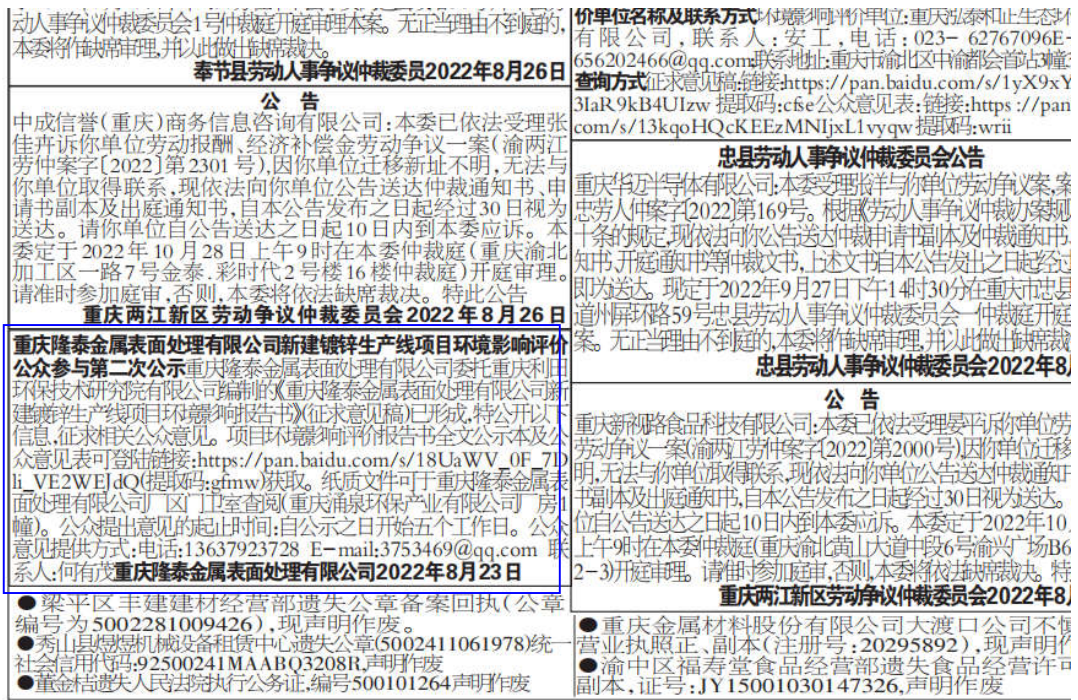 动人事争议仲裁委员会1号仲裁庭开庭审理本案。无正当理由不到庭的,
本委将作缺席审理,并以此做出缺席裁决。
奉节县劳动人事争议仲裁委员2022年8月26日
公 告
中成信誉(重庆)商务信息咨询有限公司:本委已依法受理张
佳卉诉你单位劳动报酬、经济补偿金劳动争议一案(渝两江
劳仲案字[2022]第2301号),因你单位迁移新址不明,无法与
你单位取得联系,现依法向你单位公告送达仲裁通知书、申
请书副本及出庭通知书,自本公告发布之日起经过30日视为
送达。请你单位自公告送达之日起10日内到本委应诉。本
委定于2022年10月28日上午9时在本委仲裁庭(重庆渝北
加工区一路7号金泰.彩时代2号楼16楼仲裁庭)开庭审理。
请准时参加庭审,否则,本委将依法缺席裁决。特此公告
重庆两江新区劳动争议仲裁委员会2022年8月26日
重庆隆泰金属表面处理有限公司新建镀锌生产线项目环境影响评价
公众参与第二次公示重庆隆泰金属表面处理有限公司委托重庆利田
环保技术研究院有限公司编制的《重庆隆泰金属表面处理有限公司新
建镀锌生产线项目环境影响报告书》(征求意见稿)已形成,特公开以下
信息,征求相关公众意见。项目环境影响评价报告书全文公示本及公
众意见表可登陆链接:https://pan.baidu.com/s/18UaWV_0F_7D
li_VE2WEJdQ(提取码:gfmw)获取。纸质文件可于重庆隆泰金属表
面处理有限公司厂区门卫室查阅(重庆涌泉环保产业有限公司厂房1
幢)。公众提出意见的起止时间:自公示之日开始五个工作日。公众
意见提供方式:电话:13637923728 E-mail:3753469@qq.com 联
系人:何有茂重庆隆泰金属表面处理有限公司2022年8月23日
●梁平区丰建建材经营部遗失公章备案回执(公章
编号为5002281009426),现声明作废。
●秀山县煜煜机械设备租赁中心遗失公章(5002411061978)统一
社会信用代码:92500241MAABQ3208R,声明作废
●董金桔遗失人民法院执行公务证,编号500101264声明作废
价单位名称及联系方式环境影响评价单位:重庆泓泰和正生态环
有限公司,联系人:安工,电话:023- 62767096E-
656202466@qq.com;联系地址:重庆市渝北区中渝都会首站3幢3
查询方式征求意见稿:链接:https://pan.baidu.com/s/1yX9xY
3IaR9kB4UIzw 提取码:cfse公众意见表:链接:https://pan
com/s/13kqoHQcKEEzMNIjxL1vyqw 提取码:wrii
忠县劳动人事争议仲裁委员会公告
重庆华迈半导体有限公司:本委受理张洋与你单位劳动争议案,案
忠劳人仲案字[2022]第169号。根据《劳动人事争议仲裁办案规
十条的规定,现依法向你公告送达仲裁申请书副本及仲裁通知书、
知书、开庭通知书等仲裁文书,上述文书自本公告发出之日起经过
即为送达。现定于2022年9月27日下午14时30分在重庆市忠县
道州屏环路59号忠县劳动人事争议仲裁委员会一仲裁庭开庭
案。无正当理由不到庭的,本委将作缺席审理,并以此做出缺席裁
忠县劳动人事争议仲裁委员会2022年8月
公 告
重庆新视路食品科技有限公司:本委已依法受理晏平诉你单位劳
劳动争议一案(渝两江劳仲案字[2022]第2000号),因你单位迁移
明,无法与你单位取得联系,现依法向你单位公告送达仲裁通知
书副本及出庭通知书,自本公告发布之日起经过30日视为送达。
位自公告送达之日起10日内到本委应诉。本委定于2022年10
上午9时在本委仲裁庭(重庆渝北黄山大道中段6号渝兴广场B6
2-3)开庭审理。请准时参加庭审,否则,本委将依法缺席裁决。特
重庆两江新区劳动争议仲裁委员会2022年8月
●重庆金属材料股份有限公司大渡口公司不慎
营业执照正、副本(注册号:20295892),现声明作
●渝中区福寿堂食品经营部遗失食品经营许可
副本,证号:JY15001030147326,声明作废